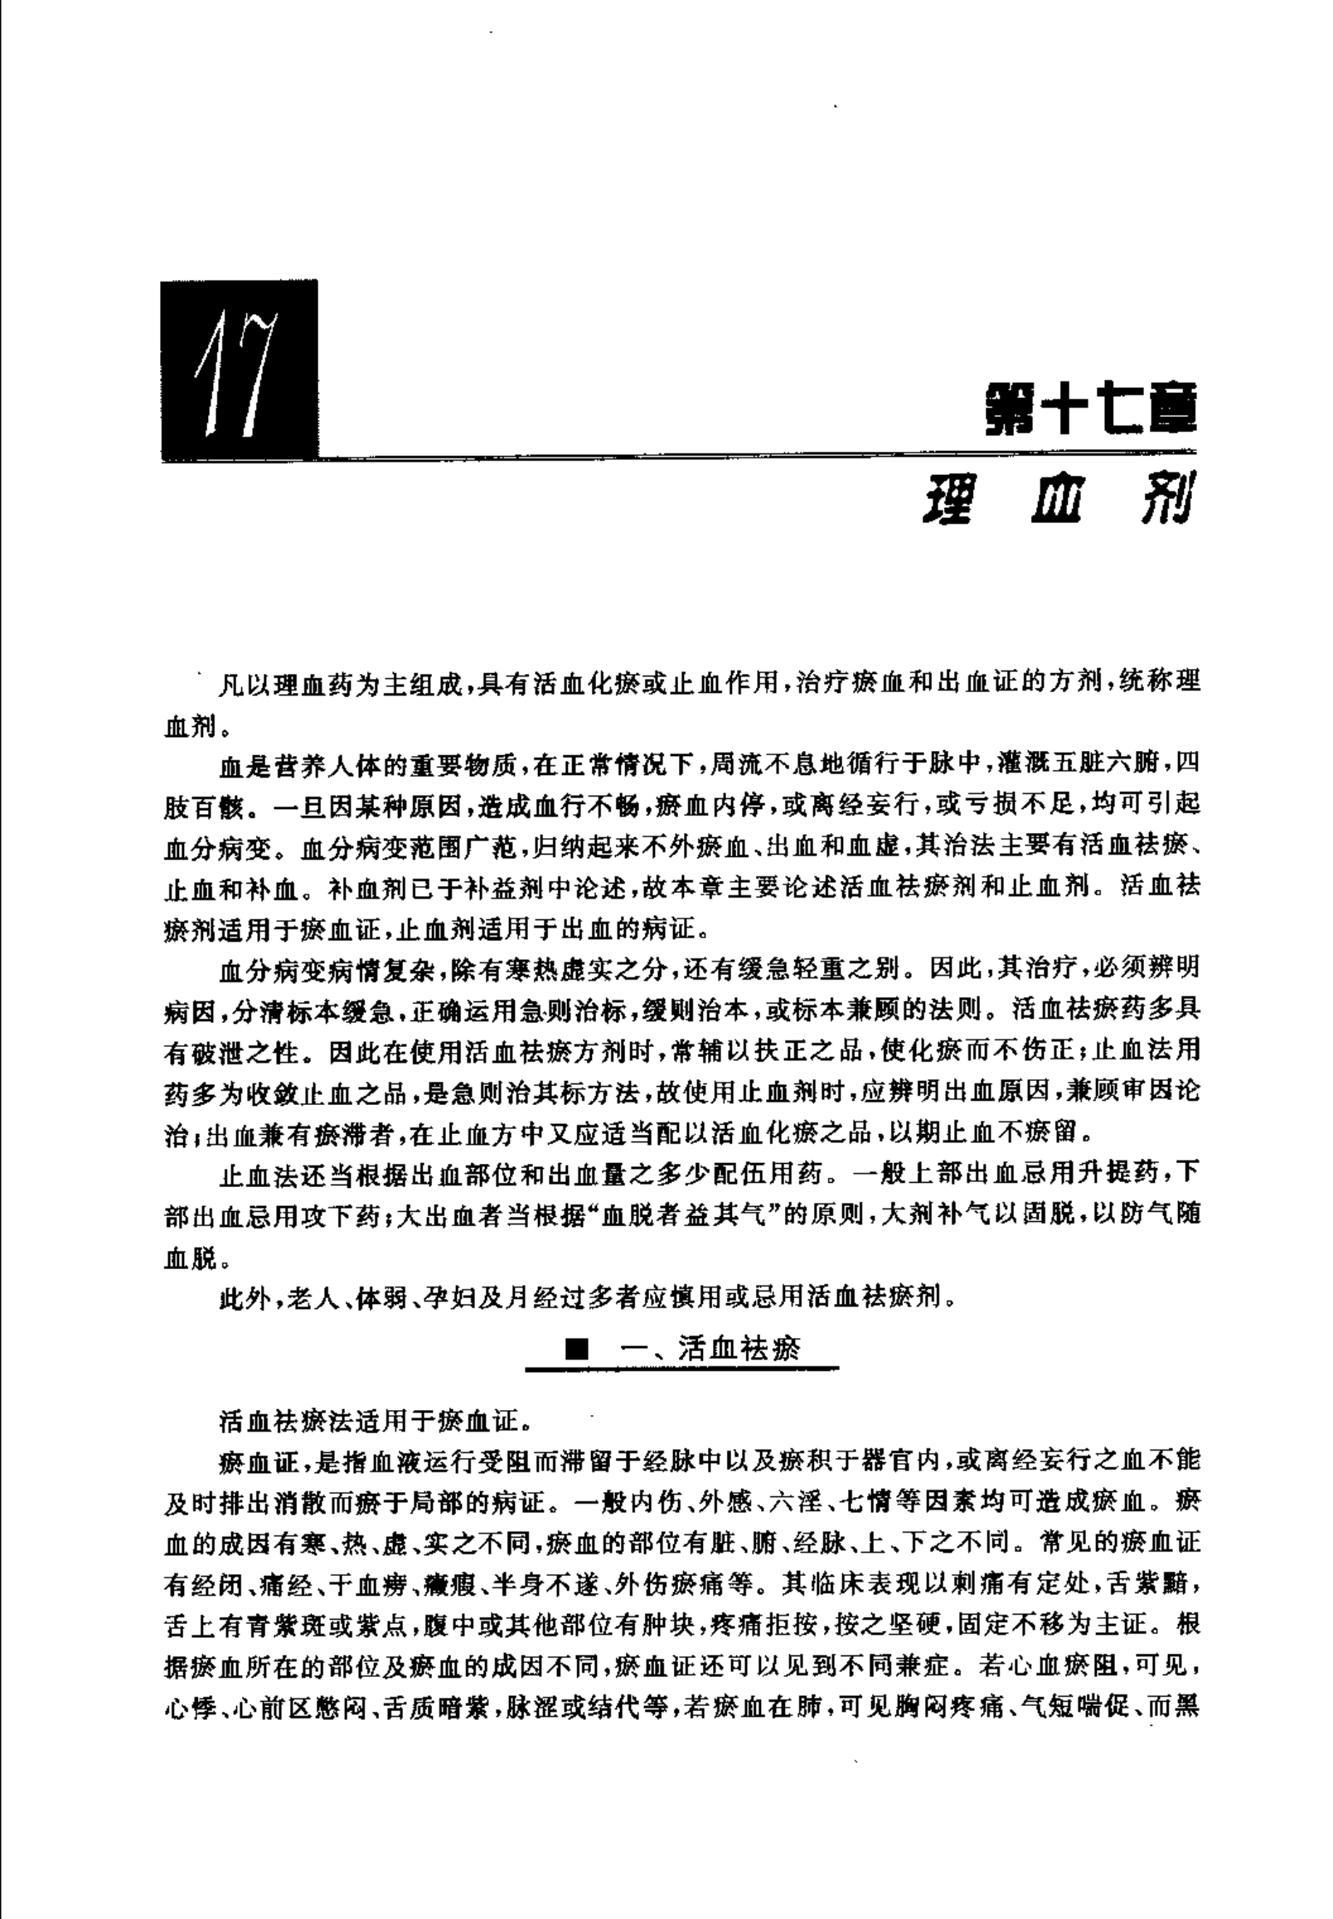 17
第十七章
理血剂
凡以理血药为主组成,具有活血化瘀或止血作用,治疗瘀血和出血证的方剂,统称理
血剂。
血是营养人体的重要物质,在正常情况下,周流不息地循行于脉中,灌溉五脏六腑,四
肢百骸。一旦因某种原因,造成血行不畅,瘀血内停,或离经妄行,或亏损不足,均可引起
血分病变。血分病变范围广范,归纳起来不外瘀血、出血和血虚,其治法主要有活血祛瘀、
止血和补血。补血剂已于补益剂中论述,故本章主要论述活血祛瘀剂和止血剂。活血祛
瘀剂适用于瘀血证,止血剂适用于出血的病证。
血分病变病情复杂,除有寒热虚实之分,还有缓急轻重之别。因此,其治疗,必须辨明
病因,分清标本缓急,正确运用急则治标,缓则治本,或标本兼顾的法则。活血祛瘀药多具
有破泄之性。因此在使用活血祛瘀方剂时,常辅以扶正之品,使化瘀而不伤正;止血法用
药多为收敛止血之品,是急则治其标方法,故使用止血剂时,应辨明出血原因,兼顾审因论
治;出血兼有瘀滞者,在止血方中又应适当配以活血化瘀之品,以期止血不瘀留。
止血法还当根据出血部位和出血量之多少配伍用药。一般上部出血忌用升提药,下
部出血忌用攻下药;大出血者当根据“血脱者益其气”的原则,大剂补气以固脱,以防气随
血脱。
此外,老人、体弱、孕妇及月经过多者应慎用或忌用活血祛瘀剂。
■ 一、活血祛瘀
活血祛瘀法适用于瘀血证。
瘀血证,是指血液运行受阻而滞留于经脉中以及瘀积于器官内,或离经妄行之血不能
及时排出消散而瘀于局部的病证。一般内伤、外感、六淫、七情等因素均可造成瘀血。瘀
血的成因有寒、热、虚、实之不同,瘀血的部位有脏、腑、经脉、上、下之不同。常见的瘀血证
有经闭、痛经、干血痨、癥瘕、半身不遂、外伤瘀痛等。其临床表现以刺痛有定处,舌紫黯,
舌上有青紫斑或紫点,腹中或其他部位有肿块,疼痛拒按,按之坚硬,固定不移为主证。根
据瘀血所在的部位及瘀血的成因不同,瘀血证还可以见到不同兼症。若心血瘀阻,可见,
心悸、心前区憋闷、舌质暗紫,脉涩或结代等,若瘀血在肺,可见胸闷疼痛、气短喘促、而黑